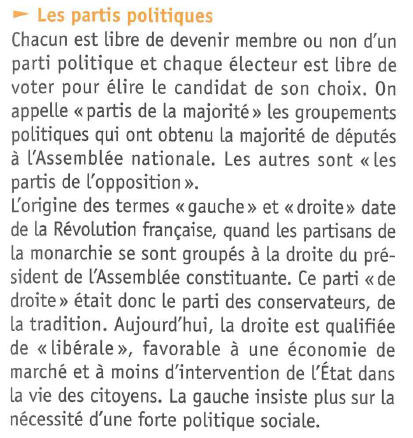 ► Les partis politiques
Chacun est libre de devenir membre ou non d'un
parti politique et chaque électeur est libre de
voter pour élire le candidat de son choix. On
appelle « partis de la majorité » les groupements
politiques qui ont obtenu la majorité de députés
à l'Assemblée nationale. Les autres sont « les
partis de l'opposition ».
L'origine des termes « gauche » et « droite » date
de la Révolution française, quand les partisans de
la monarchie se sont groupés à la droite du pré-
sident de l'Assemblée constituante. Ce parti « de
droite » était donc le parti des conservateurs, de
la tradition. Aujourd'hui, la droite est qualifiée
de « libérale », favorable à une économie de
marché et à moins d'intervention de l'État dans
la vie des citoyens. La gauche insiste plus sur la
nécessité d'une forte politique sociale.